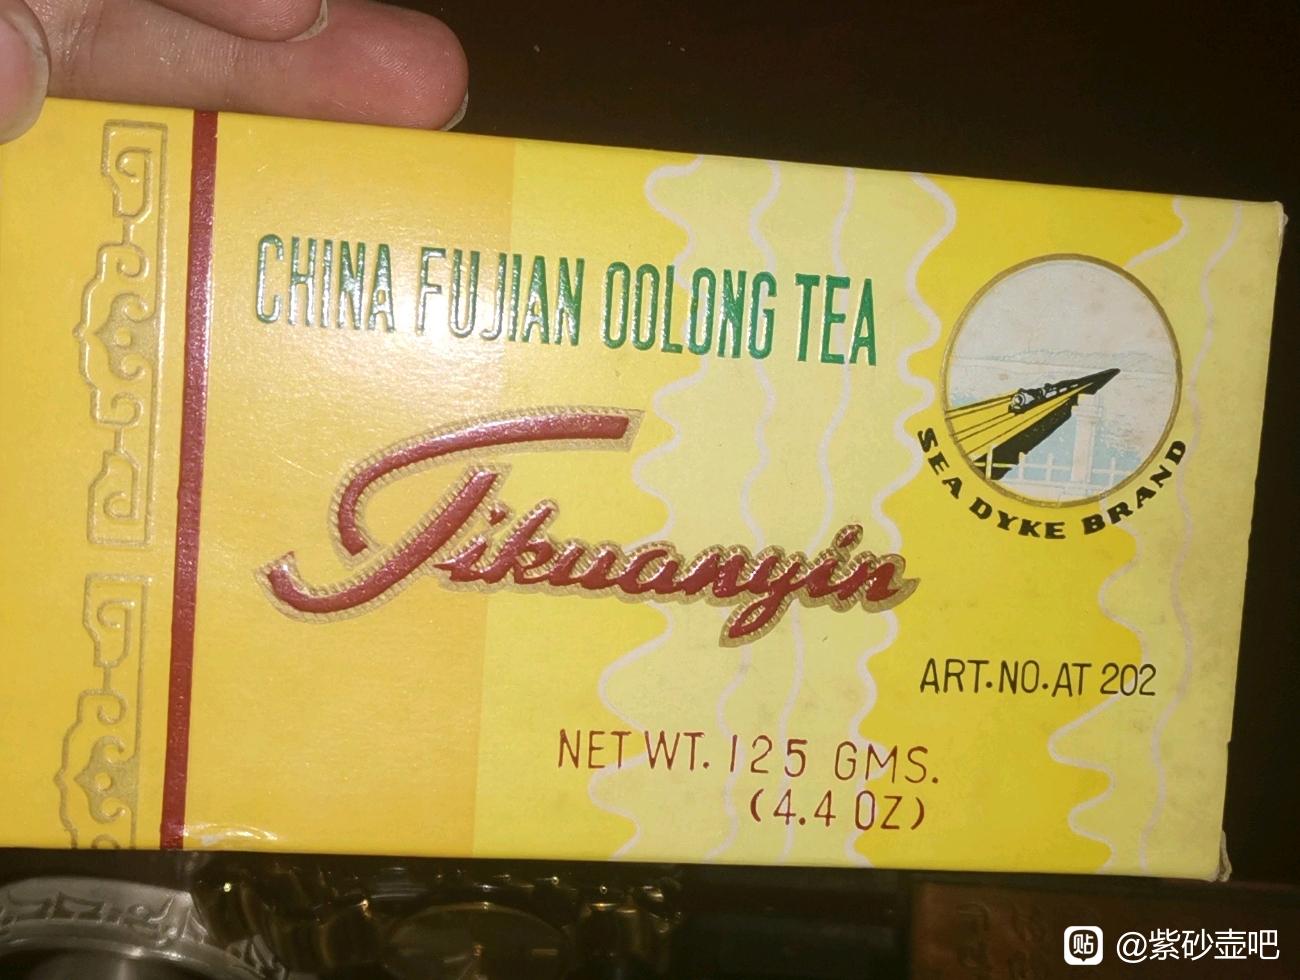 CHINA FUJIAN OOLONG TEA
Tikuanyin
SEA DYKE BRAND
ART.NO.AT 202
NET WT. 125 GMS.
(4.4 OZ)
贴 @紫砂壶吧